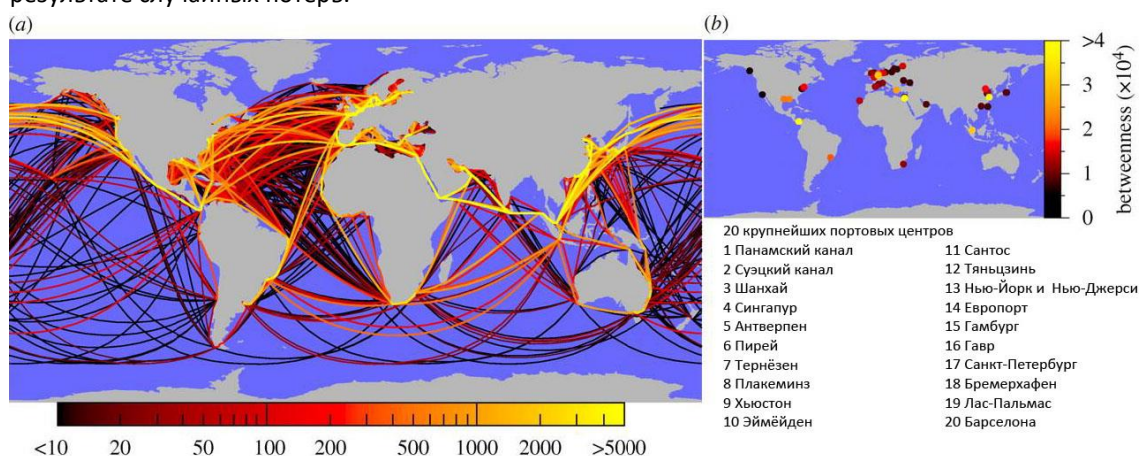 результате случайных потерь.
(a)
(b)
<10 20 50 100 200 500 1000 2000 >5000
>4
3
2
1
0
betweenness (×10⁴)
20 крупнейших портовых центров
1 Панамский канал
2 Суэцкий канал
3 Шанхай
4 Сингапур
5 Антверпен
6 Пирей
7 Тернёзен
8 Плакеминз
9 Хьюстон
10 Эймёйден
11 Сантос
12 Тяньцзинь
13 Нью-Йорк и Нью-Джерси
14 Европорт
15 Гамбург
16 Гавр
17 Санкт-Петербург
18 Бремерхафен
19 Лас-Пальмас
20 Барселона